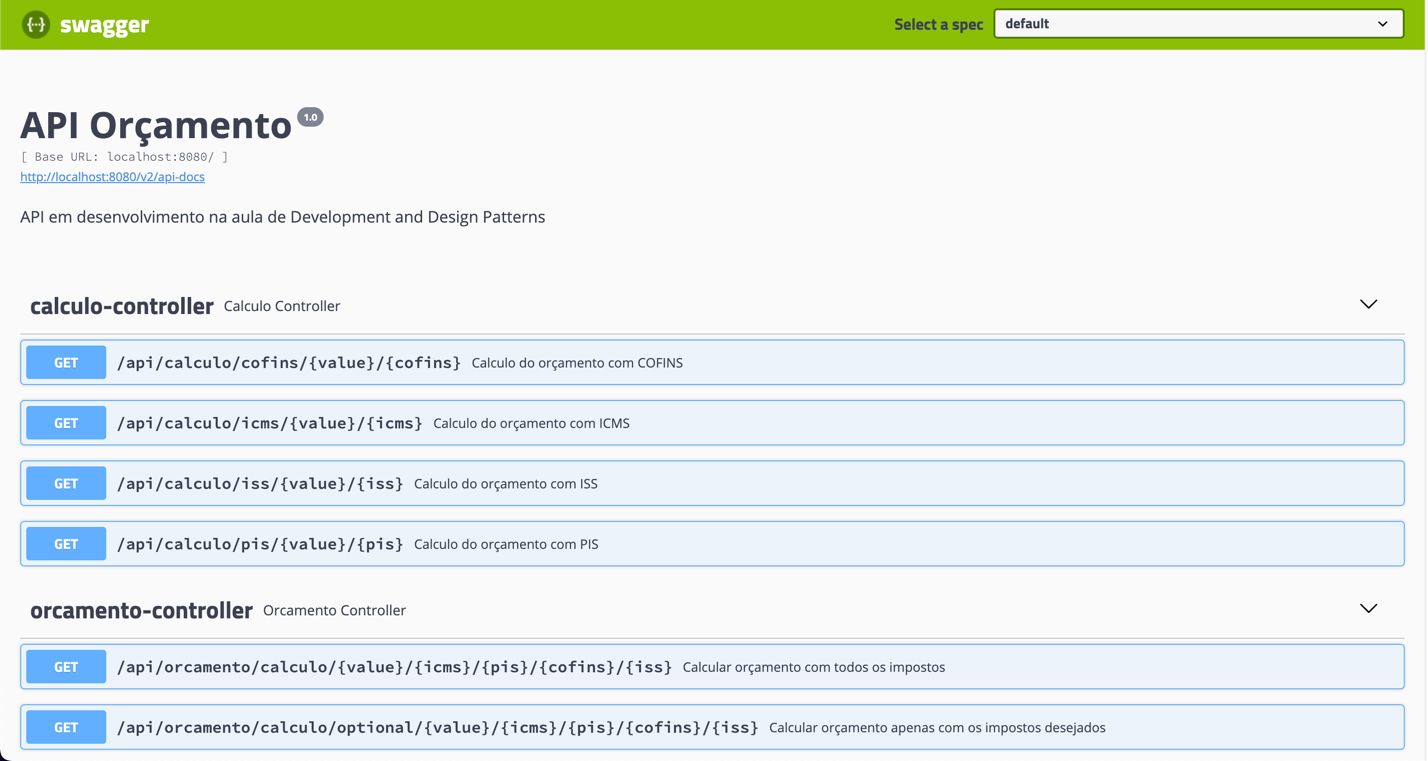 {···} swagger Select a spec default
API Orçamento 1.0
[ Base URL: localhost:8080/ ]
http://localhost:8080/v2/api-docs
API em desenvolvimento na aula de Development and Design Patterns
calculo-controller Calculo Controller
GET /api/calculo/cofins/{value}/{cofins} Calculo do orçamento com COFINS
GET /api/calculo/icms/{value}/{icms} Calculo do orçamento com ICMS
GET /api/calculo/iss/{value}/{iss} Calculo do orçamento com ISS
GET /api/calculo/pis/{value}/{pis} Calculo do orçamento com PIS
orcamento-controller Orcamento Controller
GET /api/orcamento/calculo/{value}/{icms}/{pis}/{cofins}/{iss} Calcular orçamento com todos os impostos
GET /api/orcamento/calculo/optional/{value}/{icms}/{pis}/{cofins}/{iss} Calcular orçamento apenas com os impostos desejados